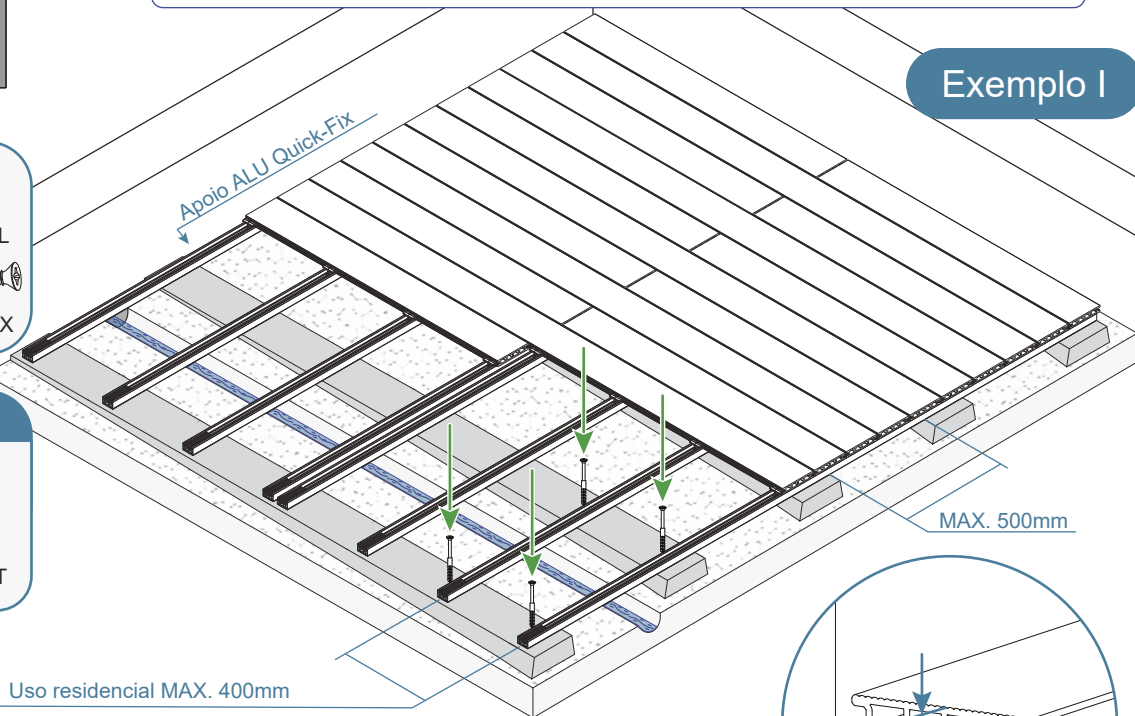 Exemplo I
Apoio ALU Quick-Fix
L
X
T
MAX. 500mm
Uso residencial MAX. 400mm